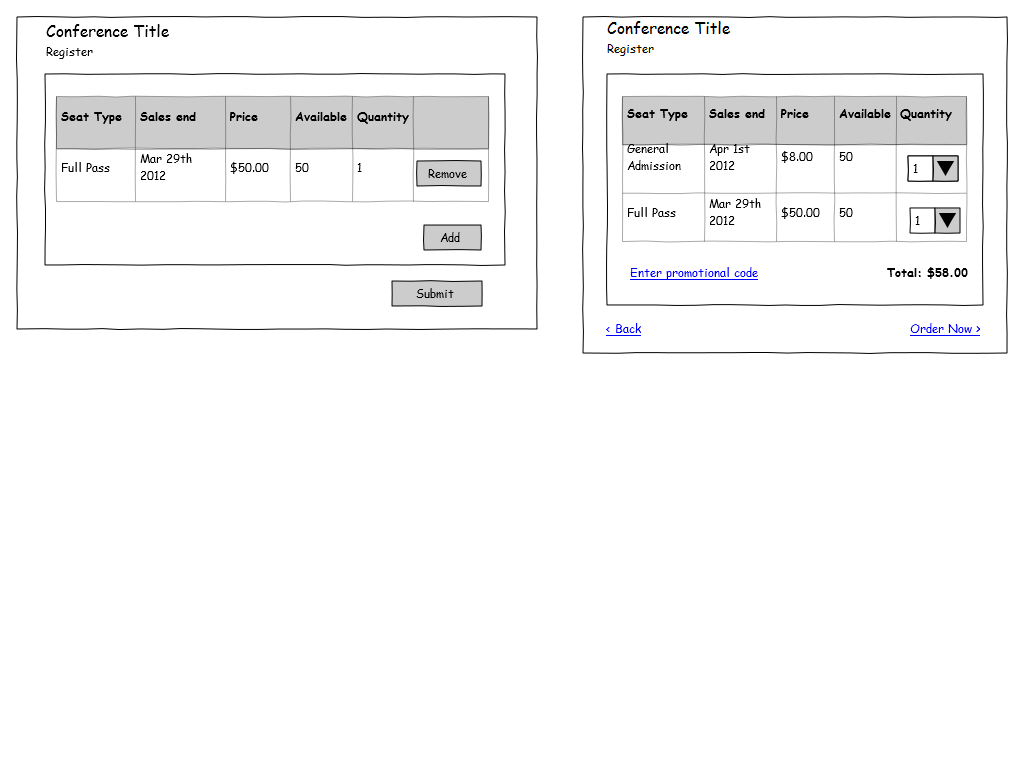 Conference Title
Register
Seat Type Sales end Price Available Quantity
Full Pass Mar 29th 2012 $50.00 50 1 Remove
Add
Submit
Conference Title
Register
Seat Type Sales end Price Available Quantity
General Admission Apr 1st 2012 $8.00 50 1
Full Pass Mar 29th 2012 $50.00 50 1
Enter promotional code Total: $58.00
‹ Back Order Now ›